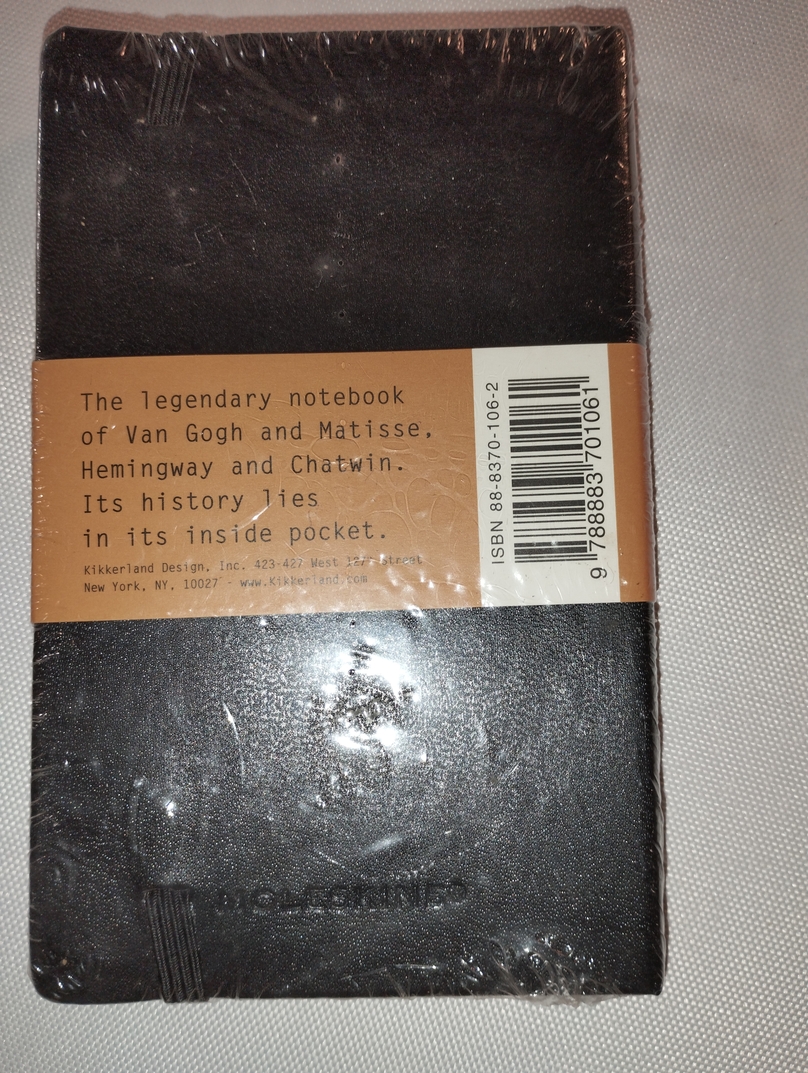 The legendary notebook
of Van Gogh and Matisse,
Hemingway and Chatwin.
Its history lies
in its inside pocket.
Kikkerland Design, Inc. 423-427 West 127th Street
New York, NY, 10027 - www.Kikkerland.com
ISBN 88-8370-106-2
9 788883 701061
MOLESKINE®